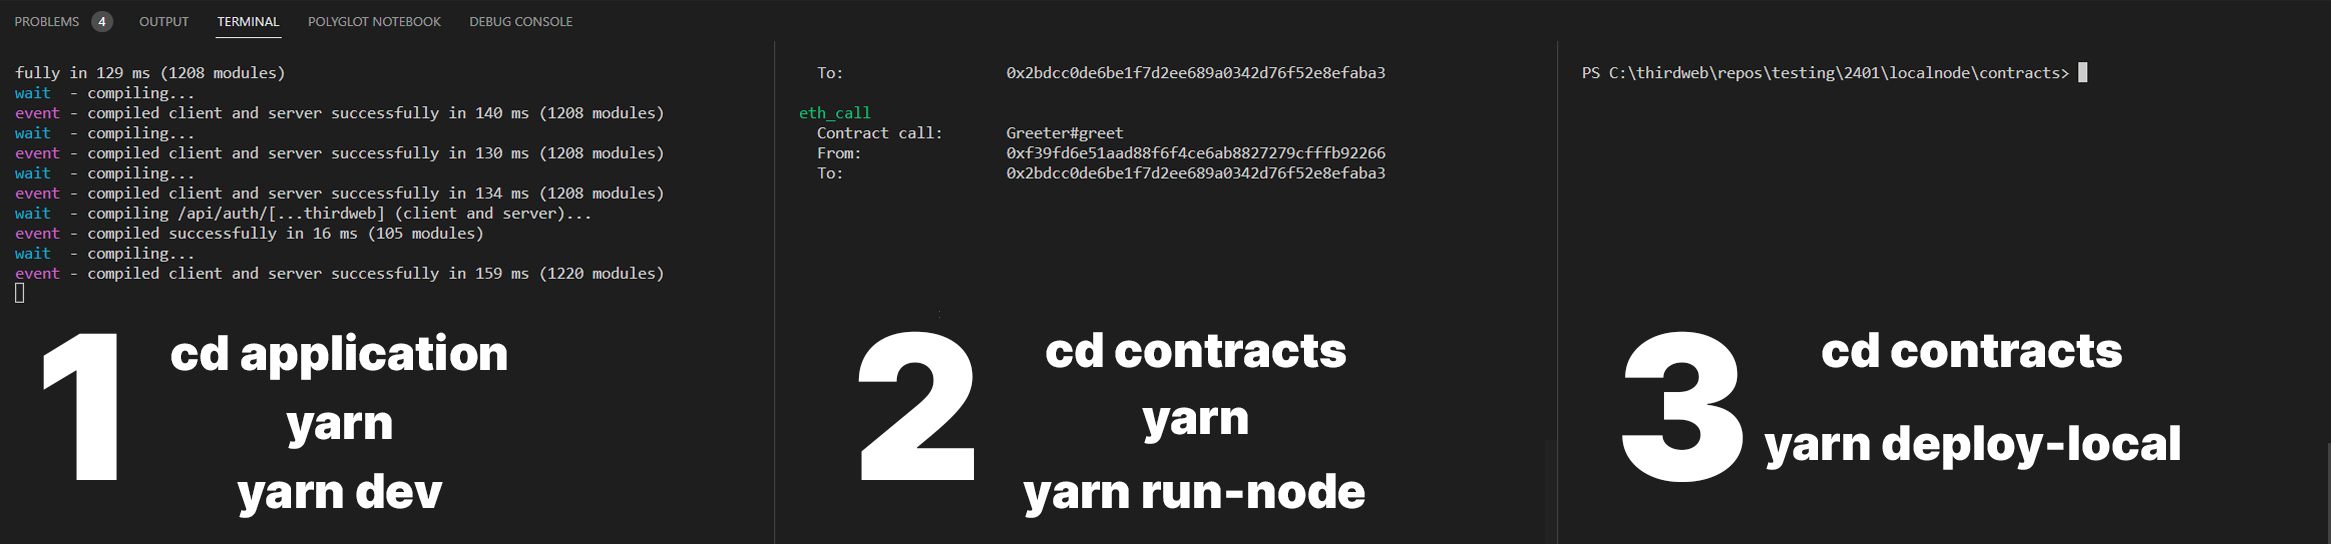 PROBLEMS 4 OUTPUT TERMINAL POLYGLOT NOTEBOOK DEBUG CONSOLE
fully in 129 ms (1208 modules)
wait - compiling...
event - compiled client and server successfully in 140 ms (1208 modules)
wait - compiling...
event - compiled client and server successfully in 130 ms (1208 modules)
wait - compiling...
event - compiled client and server successfully in 134 ms (1208 modules)
wait - compiling /api/auth/[...thirdweb] (client and server)...
event - compiled successfully in 16 ms (105 modules)
wait - compiling...
event - compiled client and server successfully in 159 ms (1220 modules)
1
cd application
yarn
yarn dev
To: 0x2bdcc0de6be1f7d2ee689a0342d76f52e8efaba3
eth_call
Contract call: Greeter#greet
From: 0xf39fd6e51aad88f6f4ce6ab8827279cfffb92266
To: 0x2bdcc0de6be1f7d2ee689a0342d76f52e8efaba3
2
cd contracts
yarn
yarn run-node
PS C:\thirdweb\repos\testing\2401\localnode\contracts>
3
cd contracts
yarn deploy-local